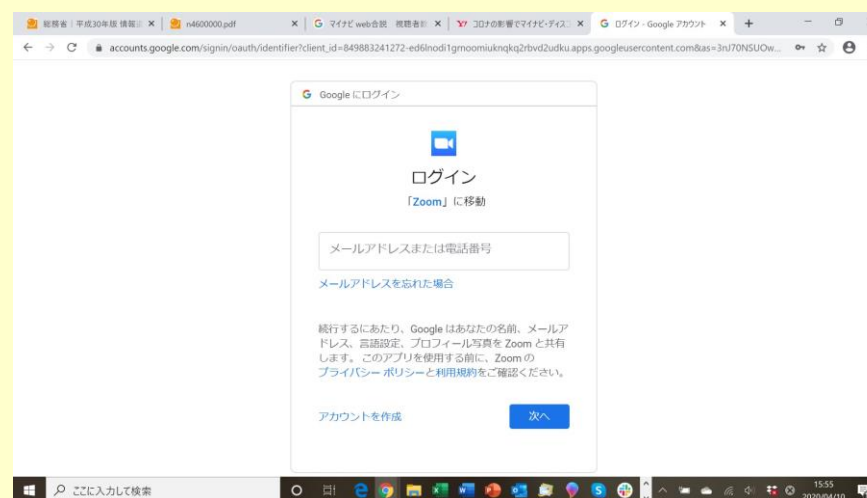 総務省｜平成30年版 情報
n4600000.pdf
マイナビ web合説 視聴者数
コロナの影響でマイナビ・ディスコ
ログイン - Google アカウント
accounts.google.com/signin/oauth/identifier?client_id=849883241272-ed6lnodi1gmoomiuknqkq2rbvd2udku.apps.googleusercontent.com&as=3nJ70NSUOw...
Google にログイン
ログイン
「Zoom」に移動
メールアドレスまたは電話番号
メールアドレスを忘れた場合
続行するにあたり、Google はあなたの名前、メールア
ドレス、言語設定、プロフィール写真を Zoom と共有
します。 このアプリを使用する前に、Zoom の
プライバシー ポリシーと利用規約をご確認ください。
アカウントを作成
次へ
ここに入力して検索
15:55
2020/04/10